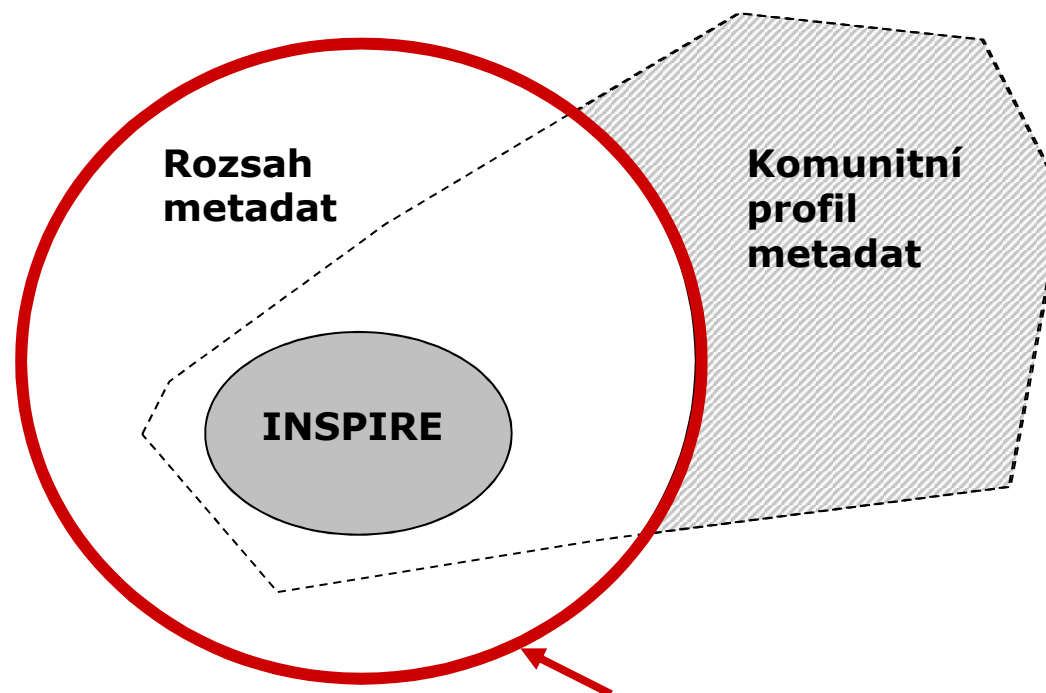 Rozsah
metadat
Komunitní
profil
metadat
INSPIRE